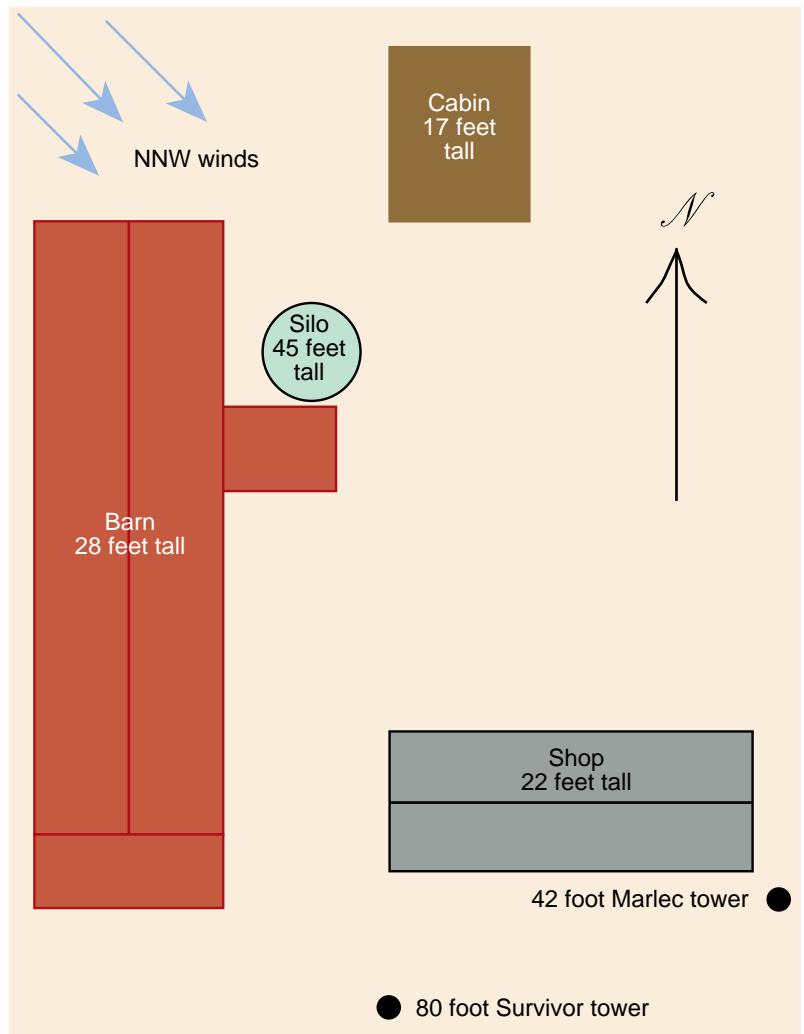 Cabin
17 feet
tall
NNW winds
N
Silo
45 feet
tall
Barn
28 feet tall
Shop
22 feet tall
42 foot Marlec tower
80 foot Survivor tower